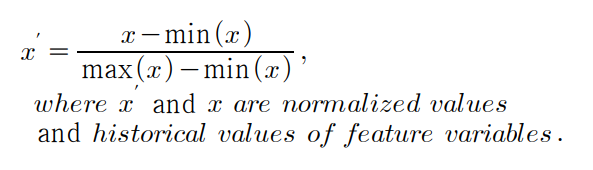 x′ = (x − min(x)) / (max(x) − min(x)),
where x′ and x are normalized values
and historical values of feature variables.